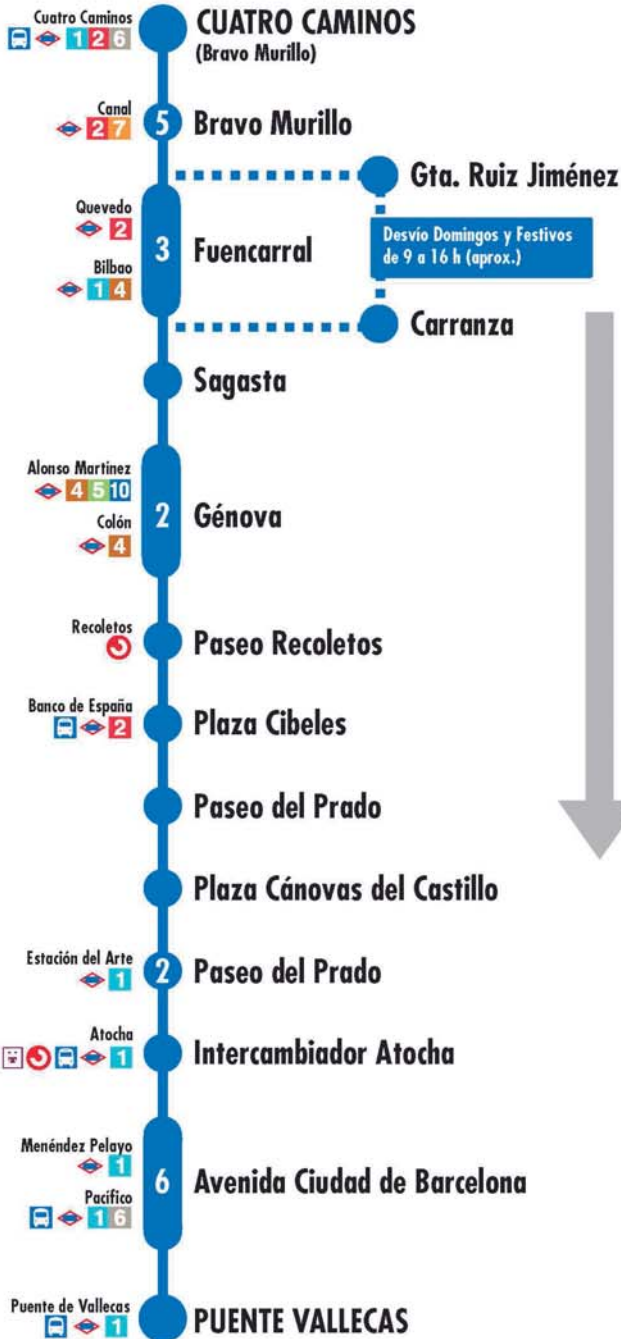 Cuatro Caminos
1 2 6
CUATRO CAMINOS
(Bravo Murillo)
Canal
2 7
5
Bravo Murillo
Gta. Ruiz Jiménez
Quevedo
2
3
Fuencarral
Desvío Domingos y Festivos
de 9 a 16 h (aprox.)
Bilbao
1 4
Carranza
Sagasta
Alonso Martínez
4 5 10
2
Génova
Colón
4
Recoletos
Paseo Recoletos
Banco de España
2
Plaza Cibeles
Paseo del Prado
Plaza Cánovas del Castillo
Estación del Arte
1
2
Paseo del Prado
Atocha
1
Intercambiador Atocha
Menéndez Pelayo
1
6
Avenida Ciudad de Barcelona
Pacífico
1 6
Puente de Vallecas
1
PUENTE VALLECAS